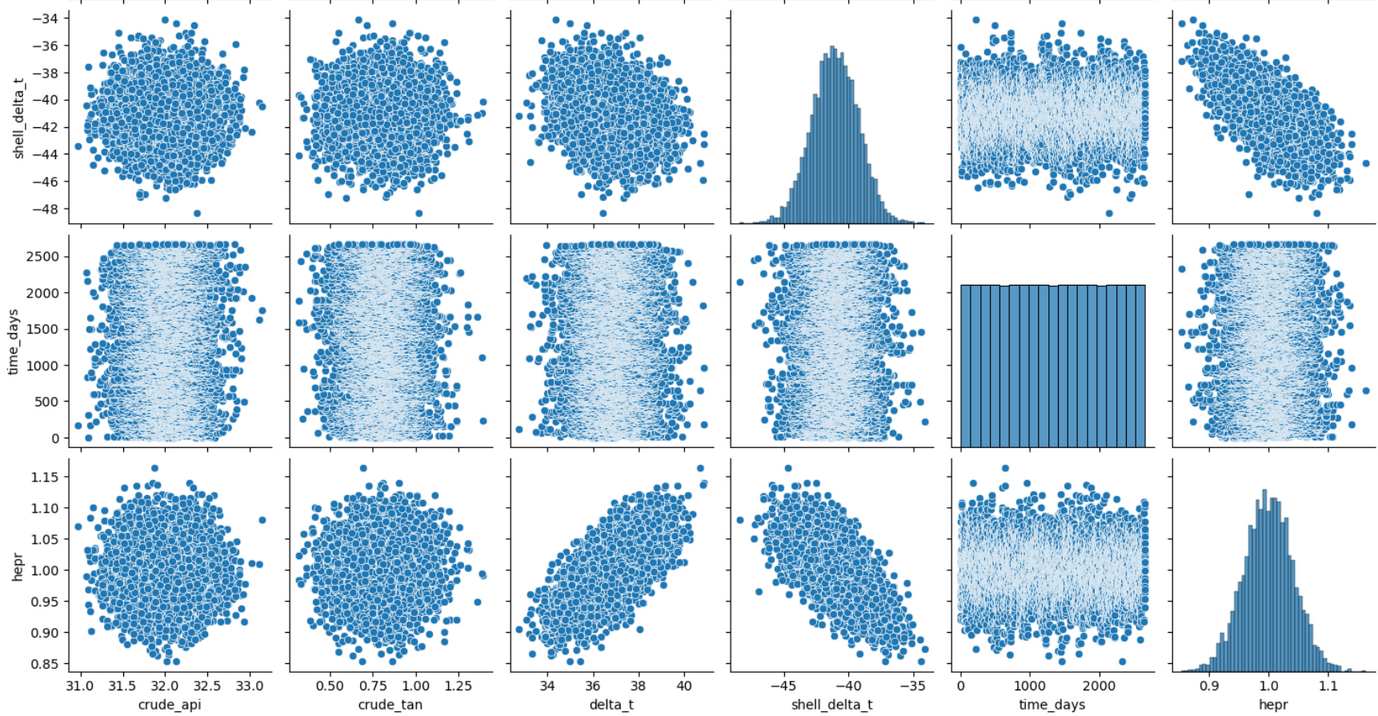 −34
−36
−38
−40
−42
−44
−46
−48
shell_delta_t
2500
2000
1500
1000
500
0
time_days
1.15
1.10
1.05
1.00
0.95
0.90
0.85
hepr
31.0 31.5 32.0 32.5 33.0
0.50 0.75 1.00 1.25
34 36 38 40
−45 −40 −35
0 1000 2000
0.9 1.0 1.1
crude_api crude_tan delta_t shell_delta_t time_days hepr